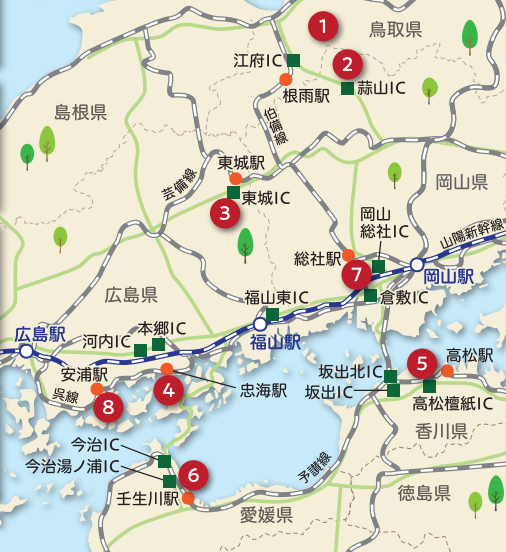 1
鳥取県
江府IC
2
根雨駅
蒜山IC
島根県
伯備線
東城駅
芸備線
東城IC
岡山県
3
岡山
総社IC
山陽新幹線
総社駅
7
岡山駅
広島県
倉敷IC
福山東IC
広島駅
本郷IC
河内IC
福山駅
安浦駅
呉線
8
4
忠海駅
坂出北IC
5
高松駅
坂出IC
高松檀紙IC
香川県
今治IC
今治湯ノ浦IC
6
予讃線
壬生川駅
愛媛県
徳島県